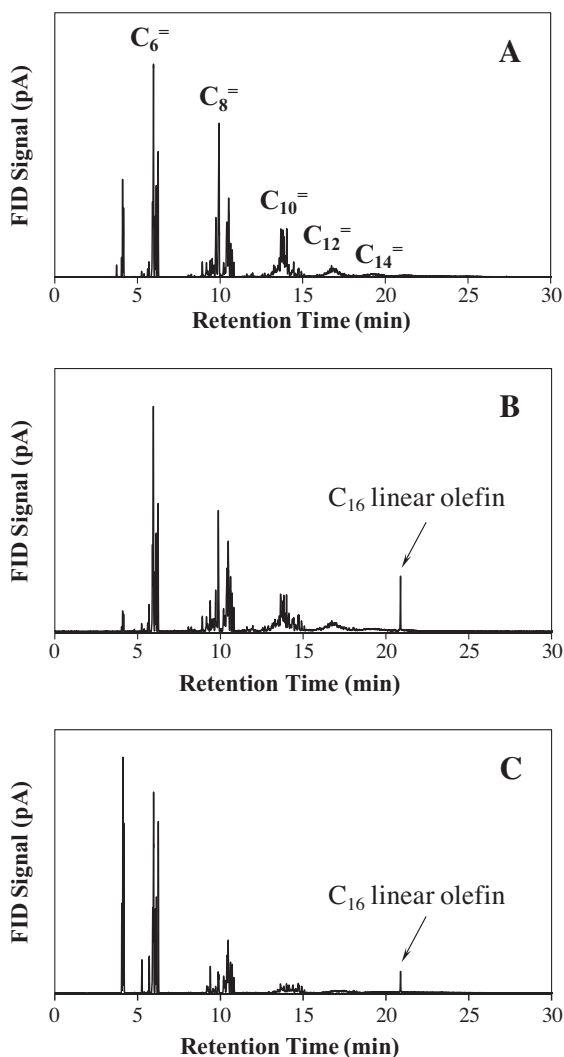 A
C₆⁼
C₈⁼
C₁₀⁼
C₁₂⁼
C₁₄⁼
FID Signal (pA)
0 5 10 15 20 25 30
Retention Time (min)
B
C₁₆ linear olefin
FID Signal (pA)
0 5 10 15 20 25 30
Retention Time (min)
C
C₁₆ linear olefin
FID Signal (pA)
0 5 10 15 20 25 30
Retention Time (min)